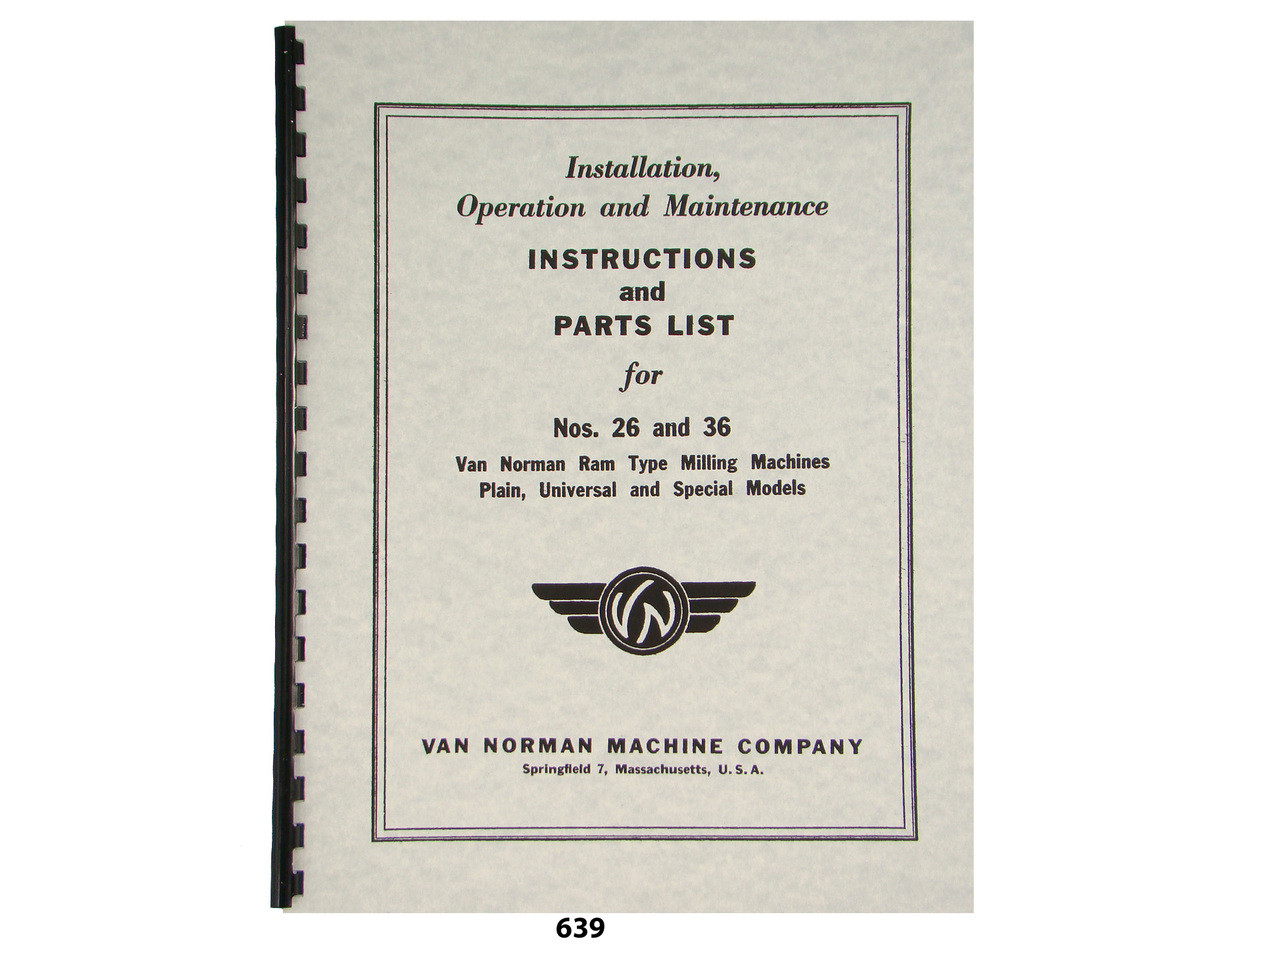 Installation,
Operation and Maintenance
INSTRUCTIONS
and
PARTS LIST
for
Nos. 26 and 36
Van Norman Ram Type Milling Machines
Plain, Universal and Special Models
VN
VAN NORMAN MACHINE COMPANY
Springfield 7, Massachusetts, U. S. A.
639